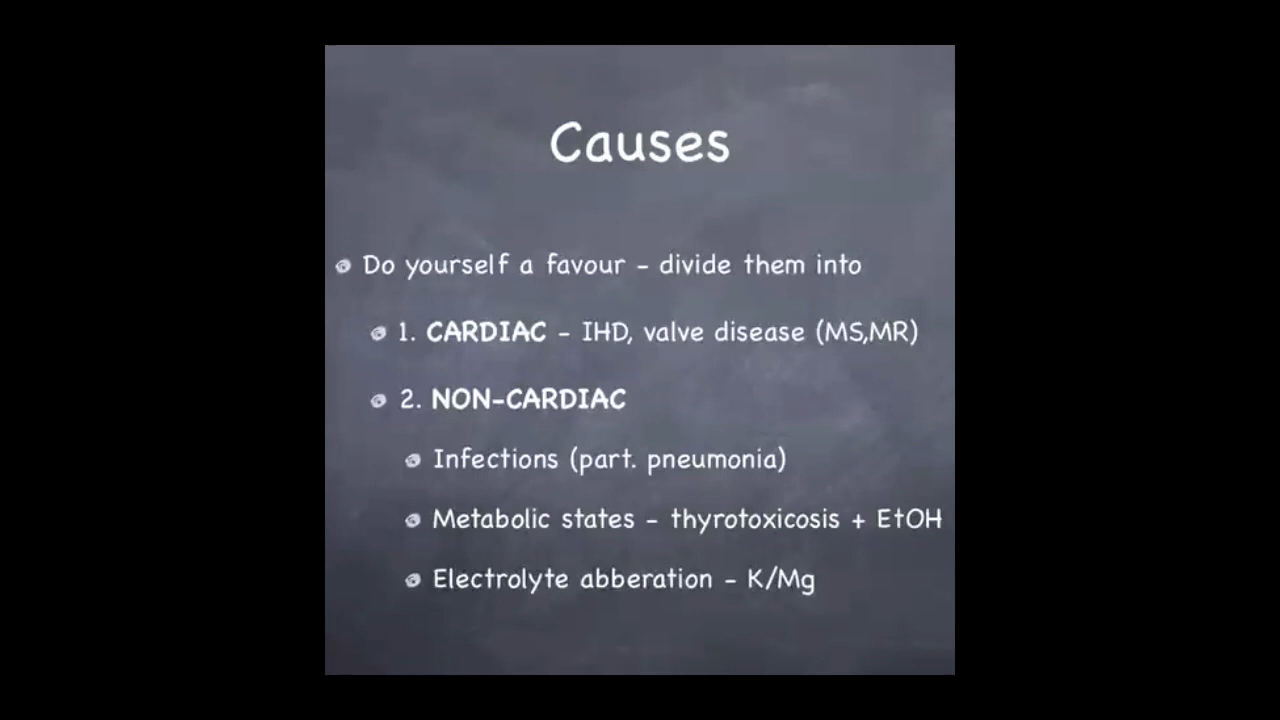 Causes
Do yourself a favour - divide them into
1. CARDIAC - IHD, valve disease (MS,MR)
2. NON-CARDIAC
Infections (part. pneumonia)
Metabolic states - thyrotoxicosis + EtOH
Electrolyte abberation - K/Mg